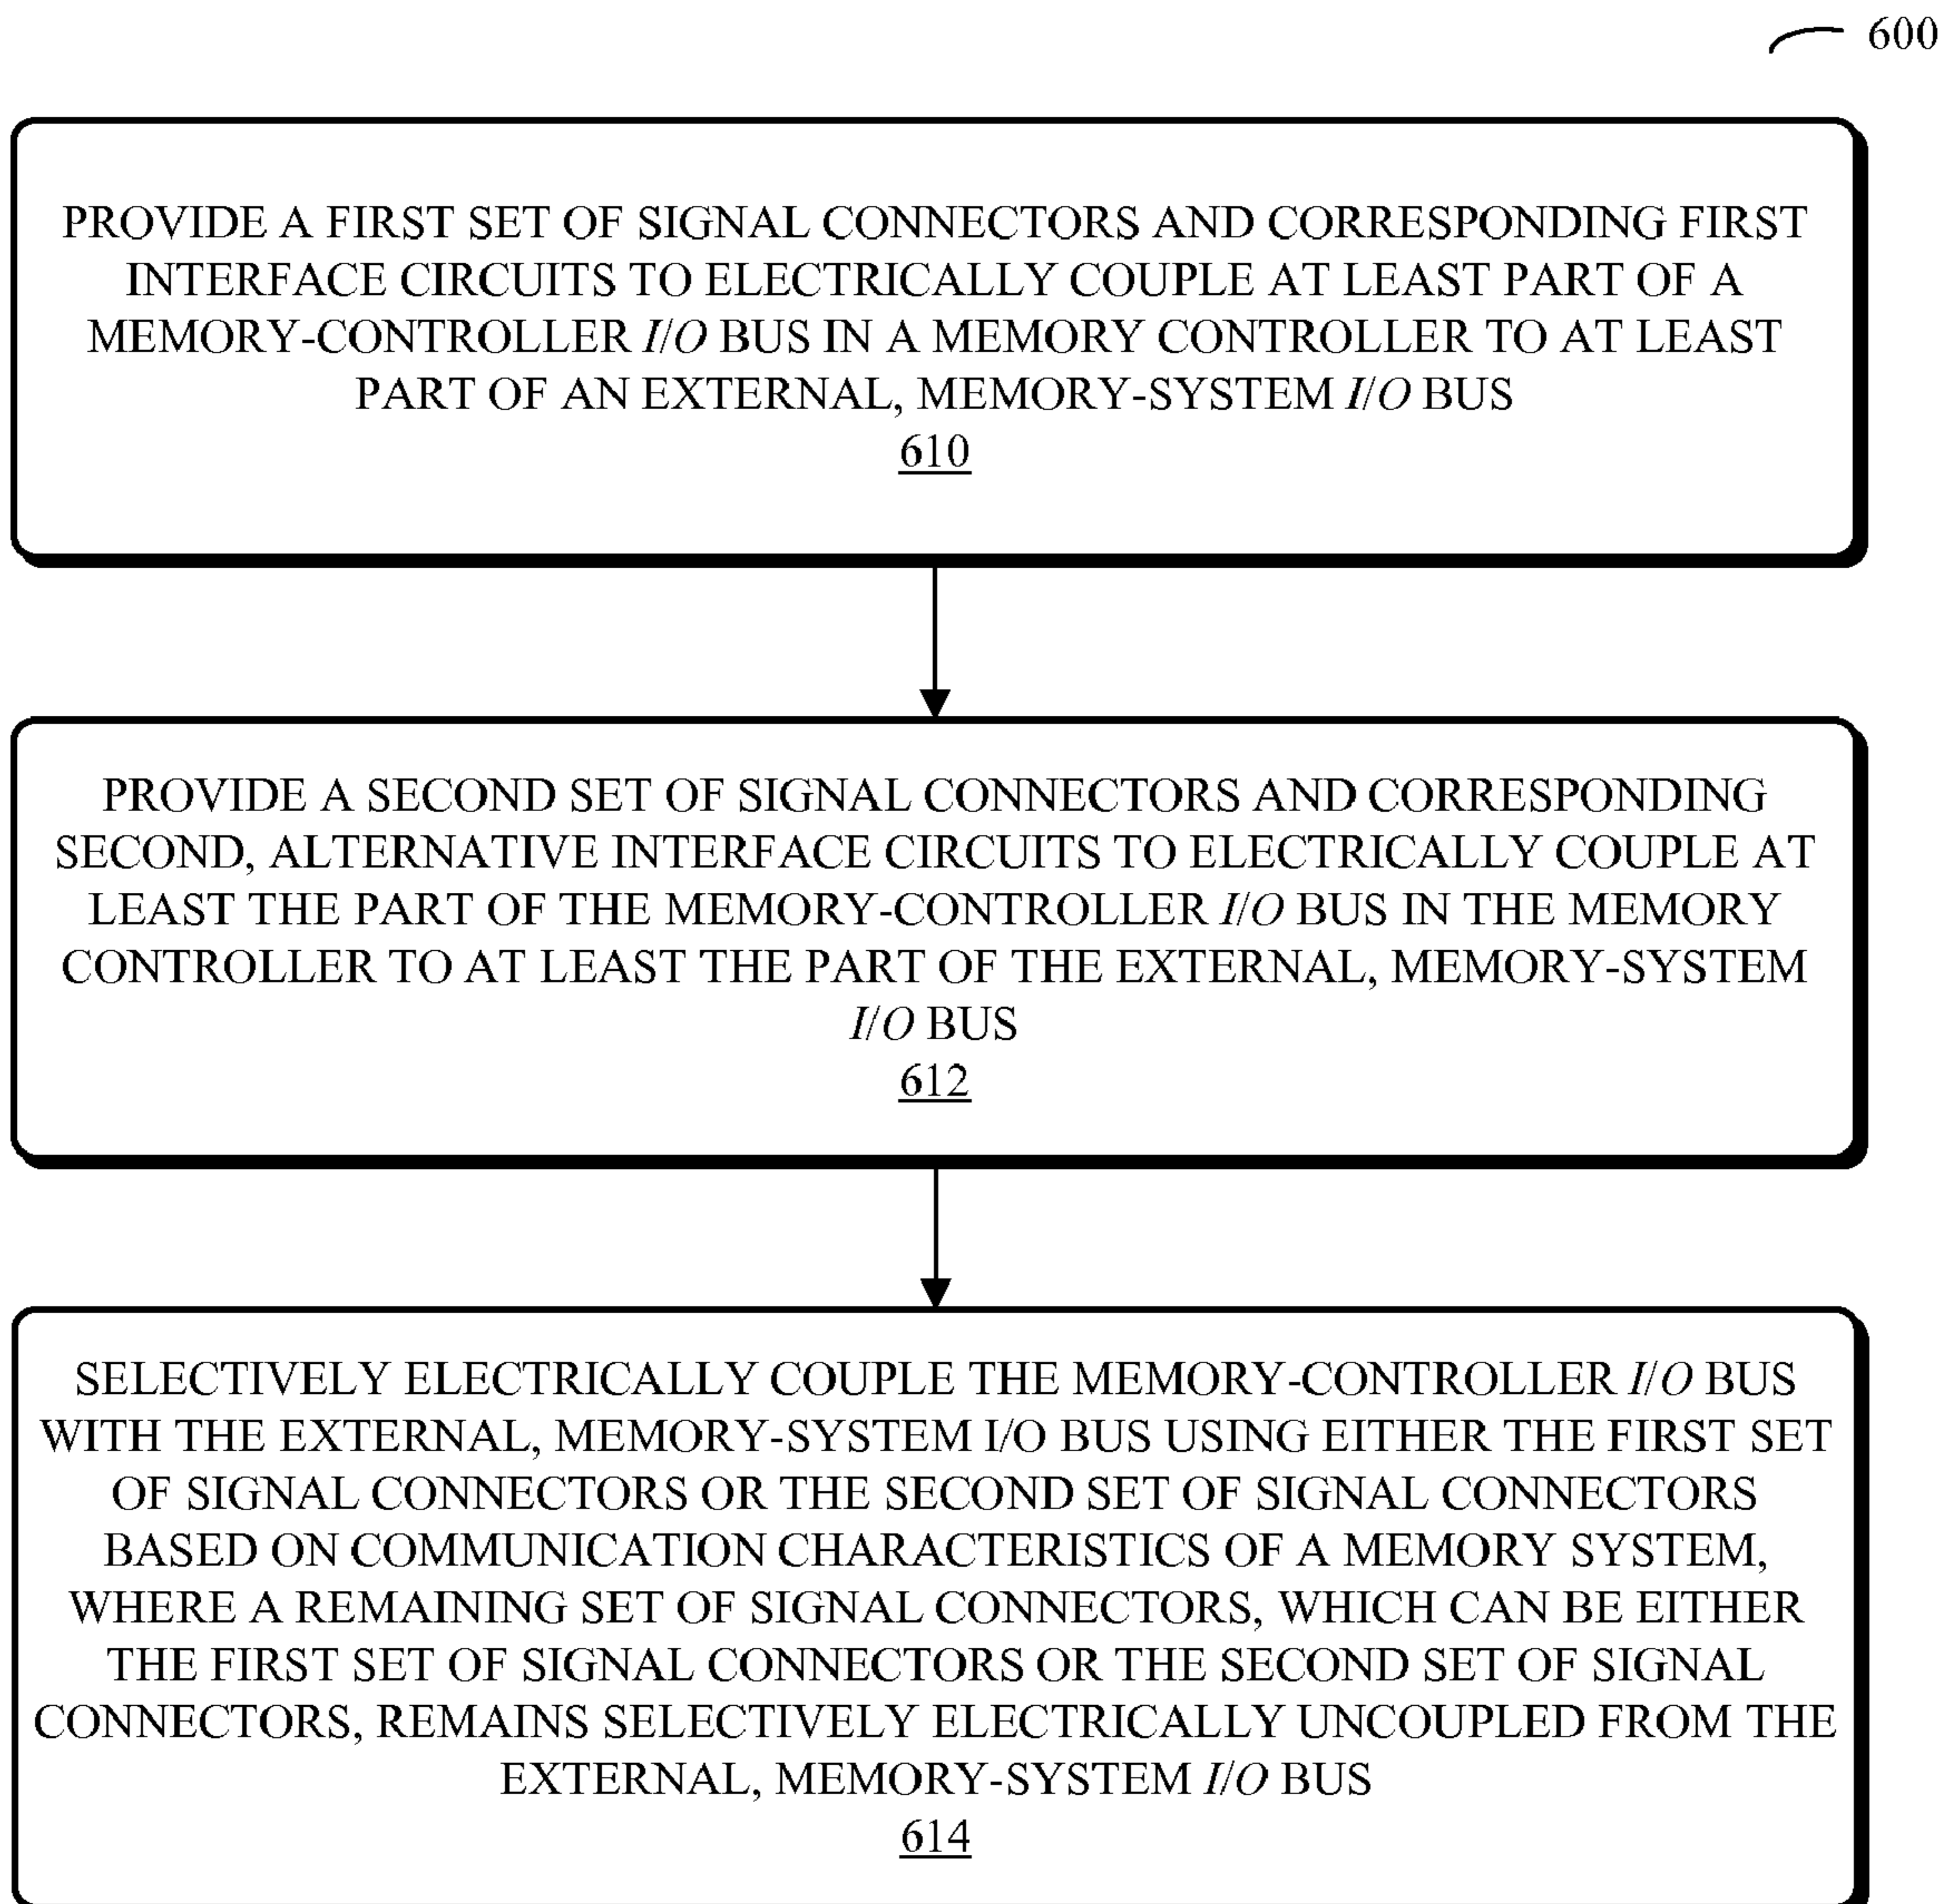 600
PROVIDE A FIRST SET OF SIGNAL CONNECTORS AND CORRESPONDING FIRST
INTERFACE CIRCUITS TO ELECTRICALLY COUPLE AT LEAST PART OF A
MEMORY-CONTROLLER I/O BUS IN A MEMORY CONTROLLER TO AT LEAST
PART OF AN EXTERNAL, MEMORY-SYSTEM I/O BUS
610
PROVIDE A SECOND SET OF SIGNAL CONNECTORS AND CORRESPONDING
SECOND, ALTERNATIVE INTERFACE CIRCUITS TO ELECTRICALLY COUPLE AT
LEAST THE PART OF THE MEMORY-CONTROLLER I/O BUS IN THE MEMORY
CONTROLLER TO AT LEAST THE PART OF THE EXTERNAL, MEMORY-SYSTEM
I/O BUS
612
SELECTIVELY ELECTRICALLY COUPLE THE MEMORY-CONTROLLER I/O BUS
WITH THE EXTERNAL, MEMORY-SYSTEM I/O BUS USING EITHER THE FIRST SET
OF SIGNAL CONNECTORS OR THE SECOND SET OF SIGNAL CONNECTORS
BASED ON COMMUNICATION CHARACTERISTICS OF A MEMORY SYSTEM,
WHERE A REMAINING SET OF SIGNAL CONNECTORS, WHICH CAN BE EITHER
THE FIRST SET OF SIGNAL CONNECTORS OR THE SECOND SET OF SIGNAL
CONNECTORS, REMAINS SELECTIVELY ELECTRICALLY UNCOUPLED FROM THE
EXTERNAL, MEMORY-SYSTEM I/O BUS
614